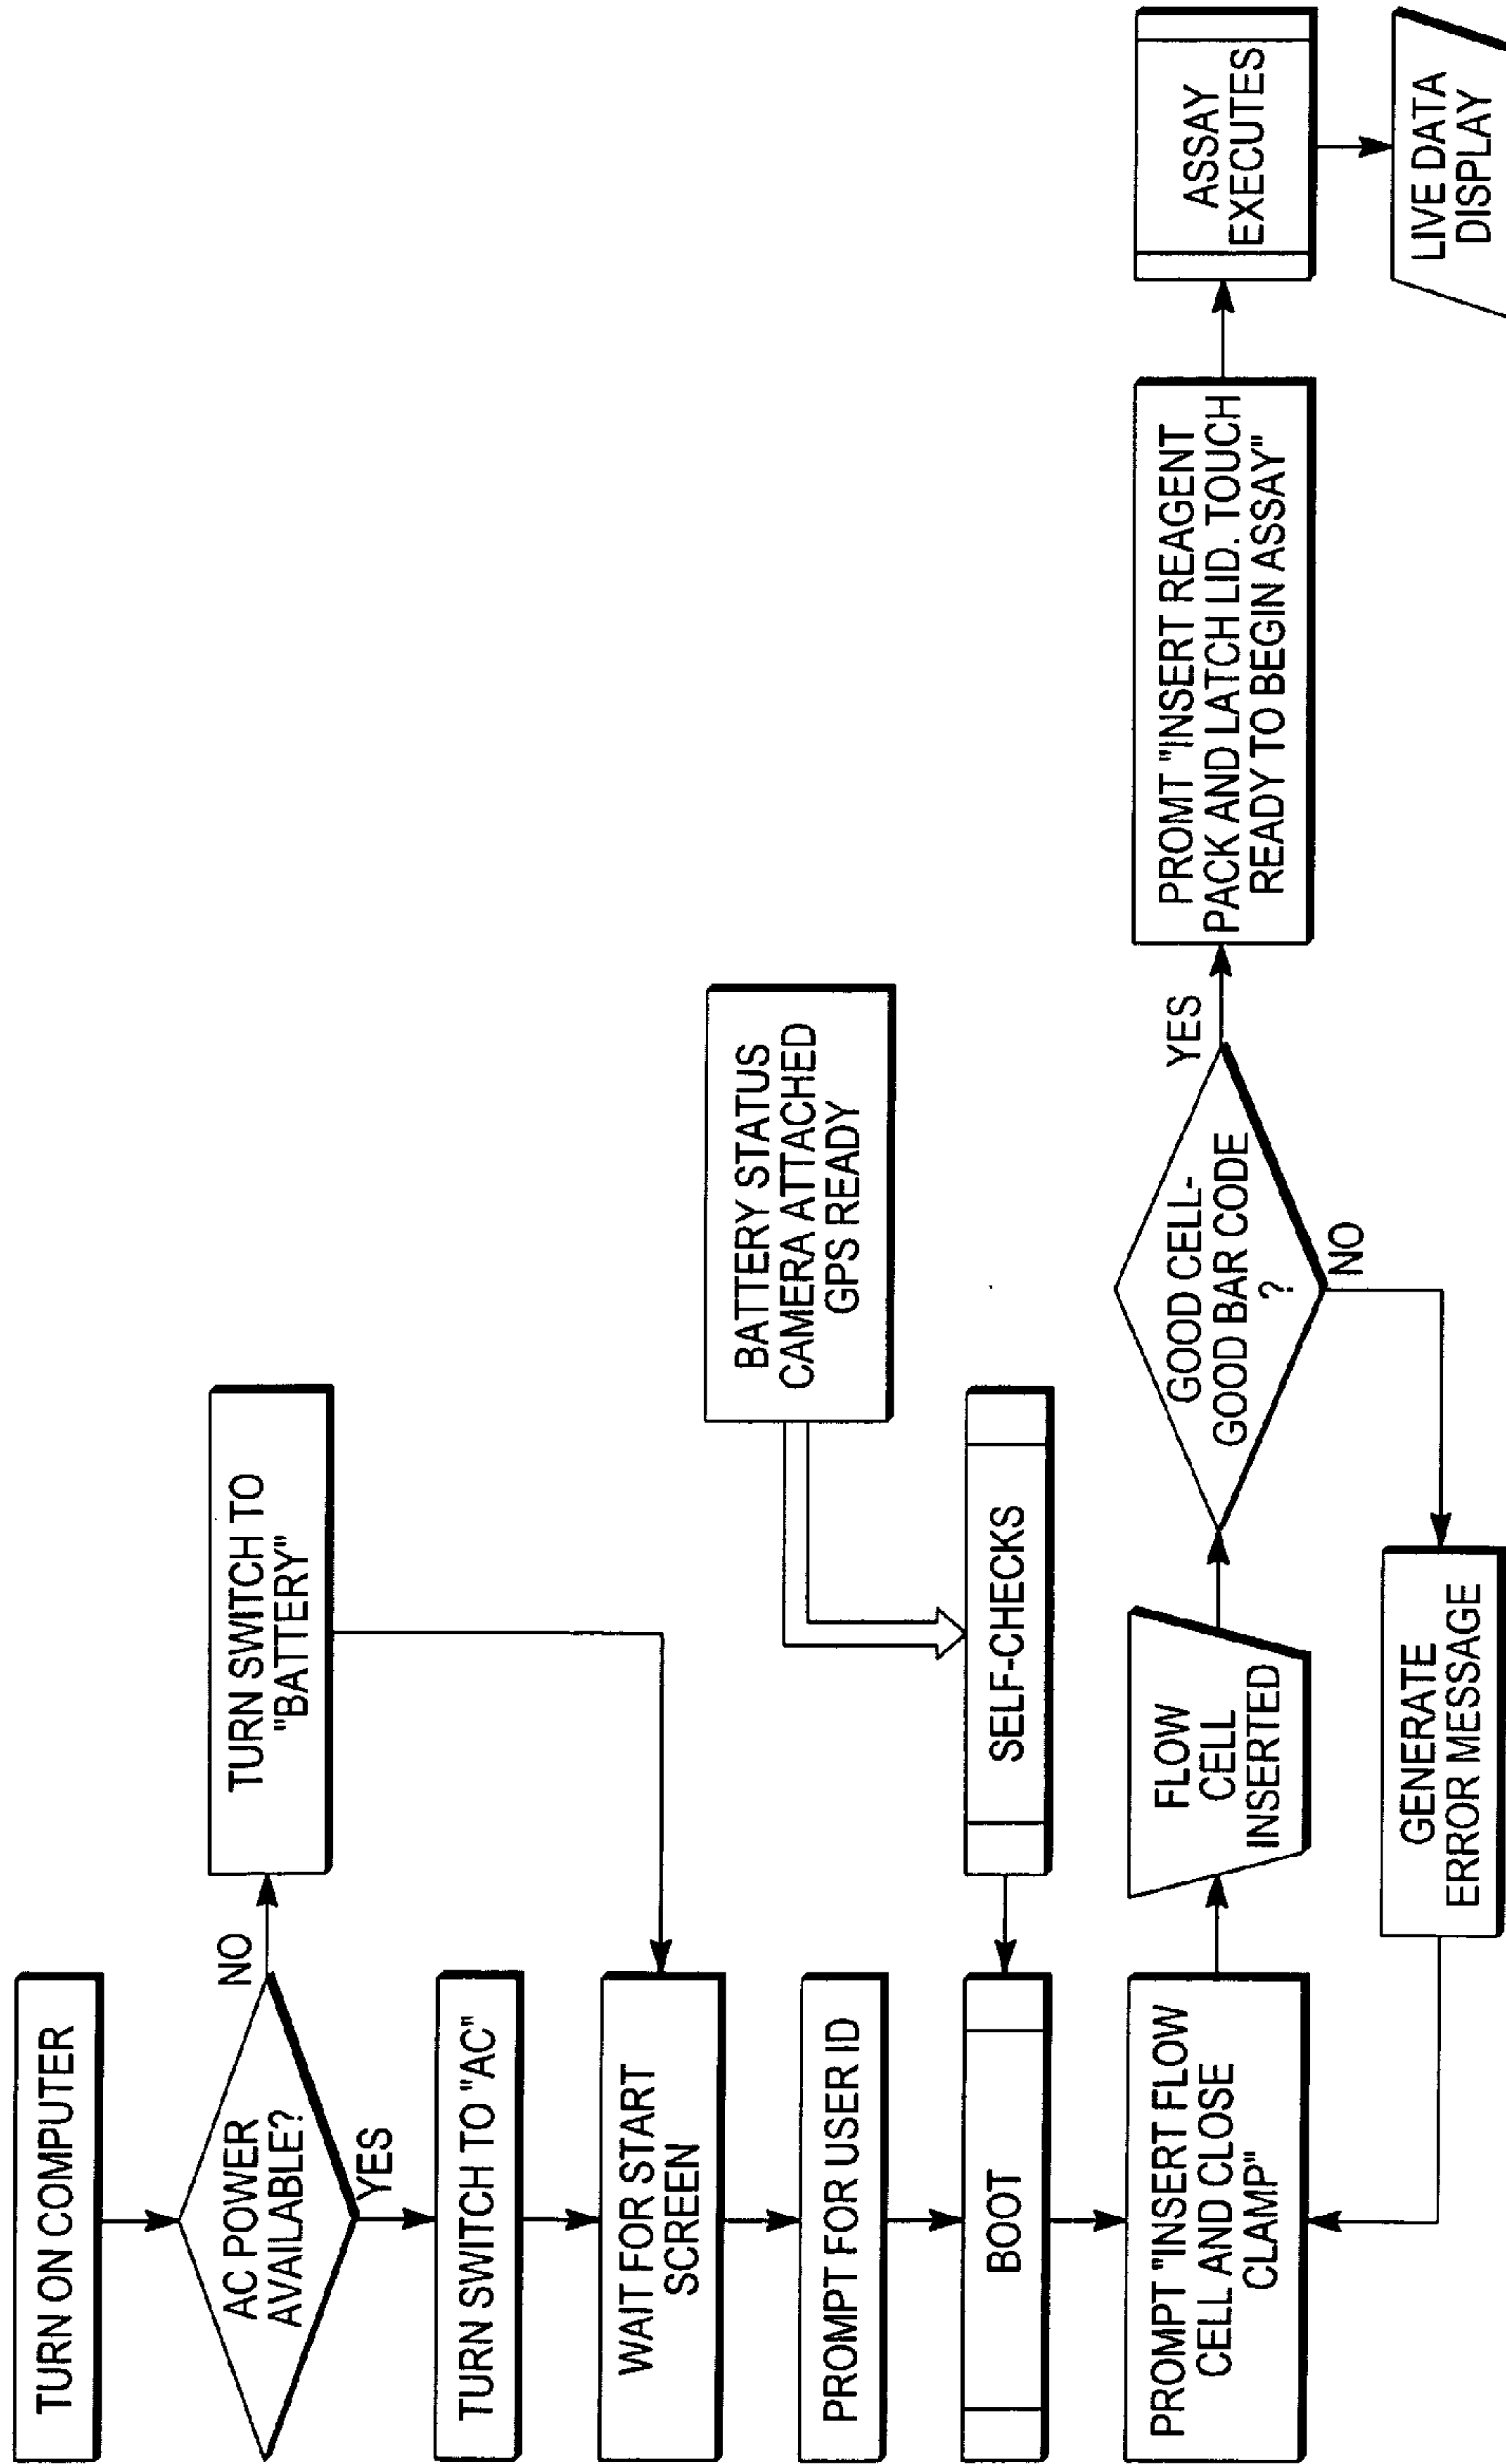 TURN ON COMPUTER
AC POWER
AVAILABLE?
NO
TURN SWITCH TO
"BATTERY"
YES
TURN SWITCH TO "AC"
WAIT FOR START
SCREEN
PROMPT FOR USER ID
BATTERY STATUS
CAMERA ATTACHED
GPS READY
BOOT
SELF-CHECKS
PROMPT "INSERT FLOW
CELL AND CLOSE
CLAMP"
FLOW
CELL
INSERTED
GOOD CELL-
GOOD BAR CODE
?
YES
NO
GENERATE
ERROR MESSAGE
PROMT "INSERT REAGENT
PACK AND LATCH LID. TOUCH
READY TO BEGIN ASSAY"
ASSAY
EXECUTES
LIVE DATA
DISPLAY